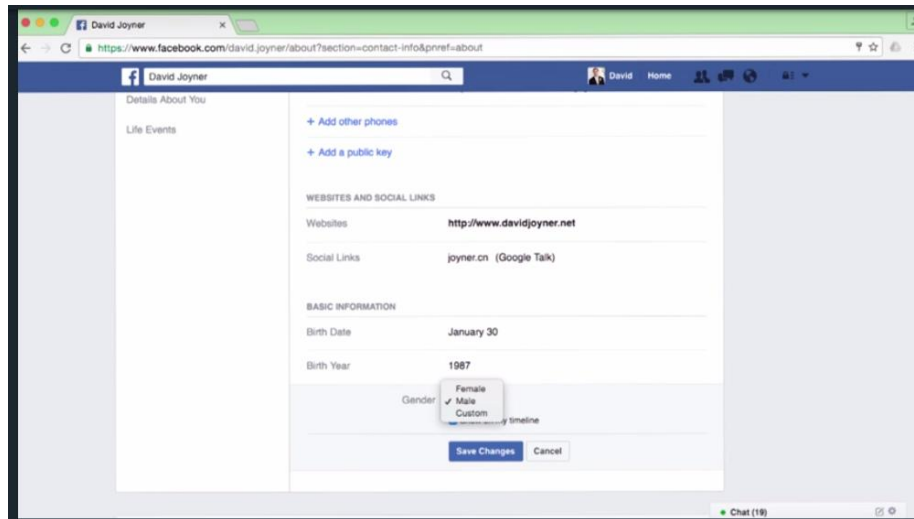 David Joyner
https://www.facebook.com/david.joyner/about?section=contact-info&pnref=about
David Joyner
David Home
Details About You
Life Events
+ Add other phones
+ Add a public key
WEBSITES AND SOCIAL LINKS
Websites http://www.davidjoyner.net
Social Links joyner.cn (Google Talk)
BASIC INFORMATION
Birth Date January 30
Birth Year 1987
Female
Gender ✓ Male
Custom
timeline
Save Changes Cancel
Chat (19)